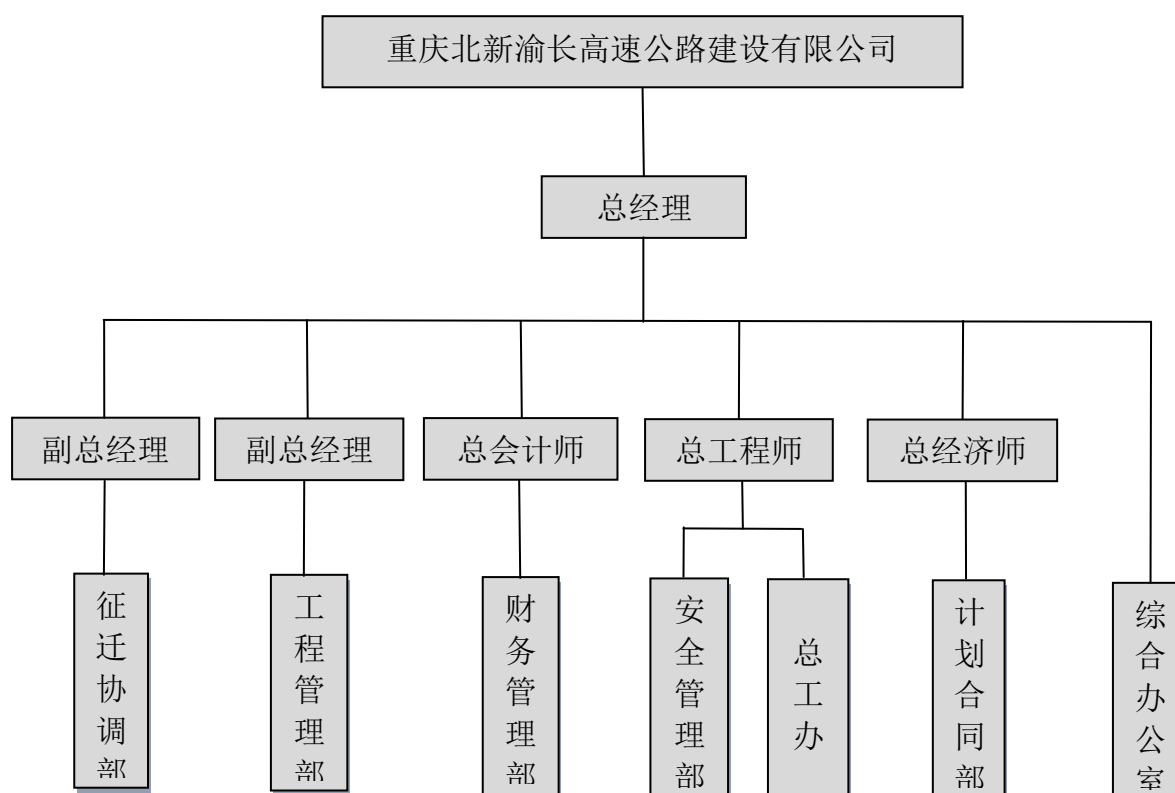 重庆北新渝长高速公路建设有限公司
总经理
副总经理
副总经理
总会计师
总工程师
总经济师
征迁协调部
工程管理部
财务管理部
安全管理部
总工办
计划合同部
综合办公室